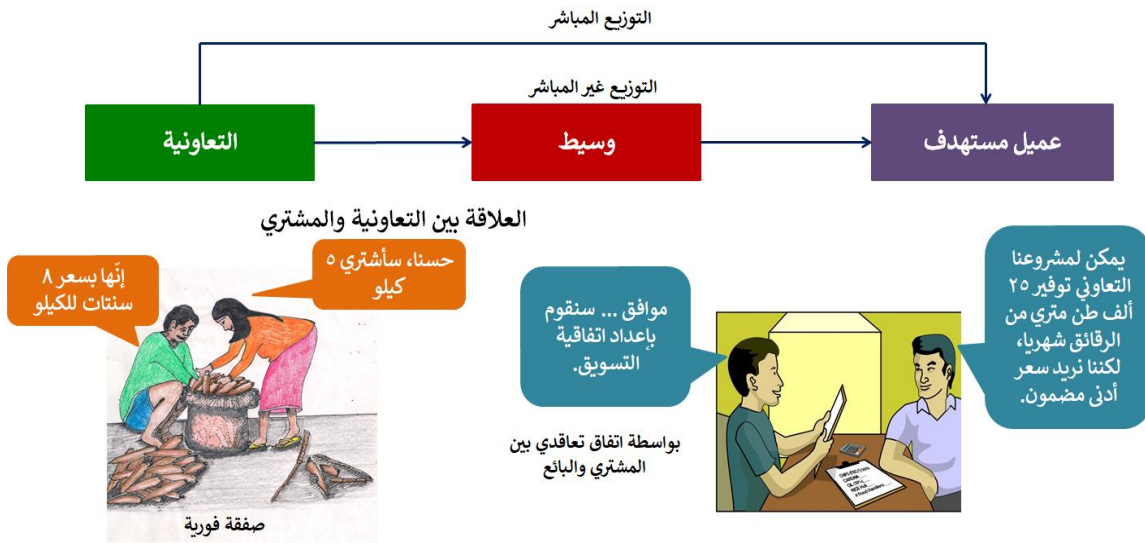 التوزيع المباشر
التوزيع غير المباشر
التعاونية
وسيط
عميل مستهدف
العلاقة بين التعاونية والمشتري
إنّها بسعر ٨
سنتات للكيلو
حسنا، سأشتري ٥
كيلو
صفقة فورية
موافق ... سنقوم
بإعداد اتفاقية
التسويق.
يمكن لمشروعنا
التعاوني توفير ٢٥
ألف طن متري من
الرقائق شهريا،
لكننا نريد سعر
أدنى مضمون.
بواسطة اتفاق تعاقدي بين
المشتري والبائع